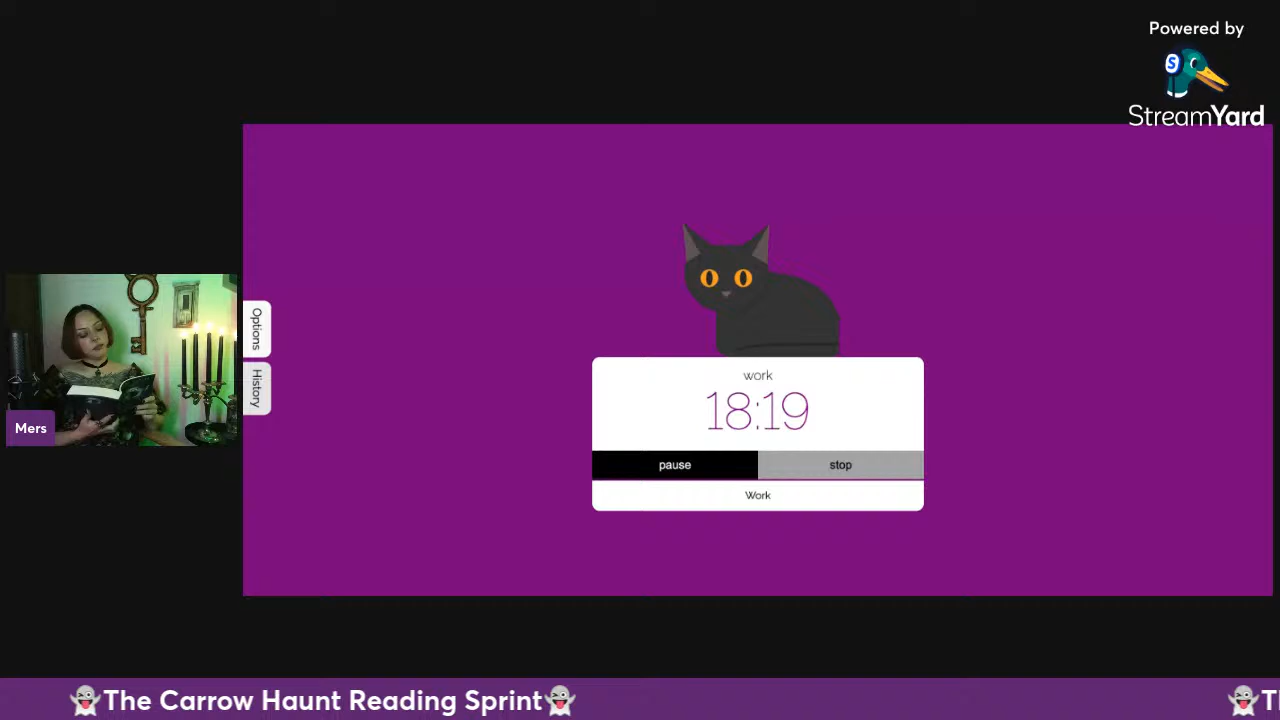 Powered by
S
StreamYard
Options
History
Mers
work
18:19
pause
stop
Work
👻The Carrow Haunt Reading Sprint👻
👻T